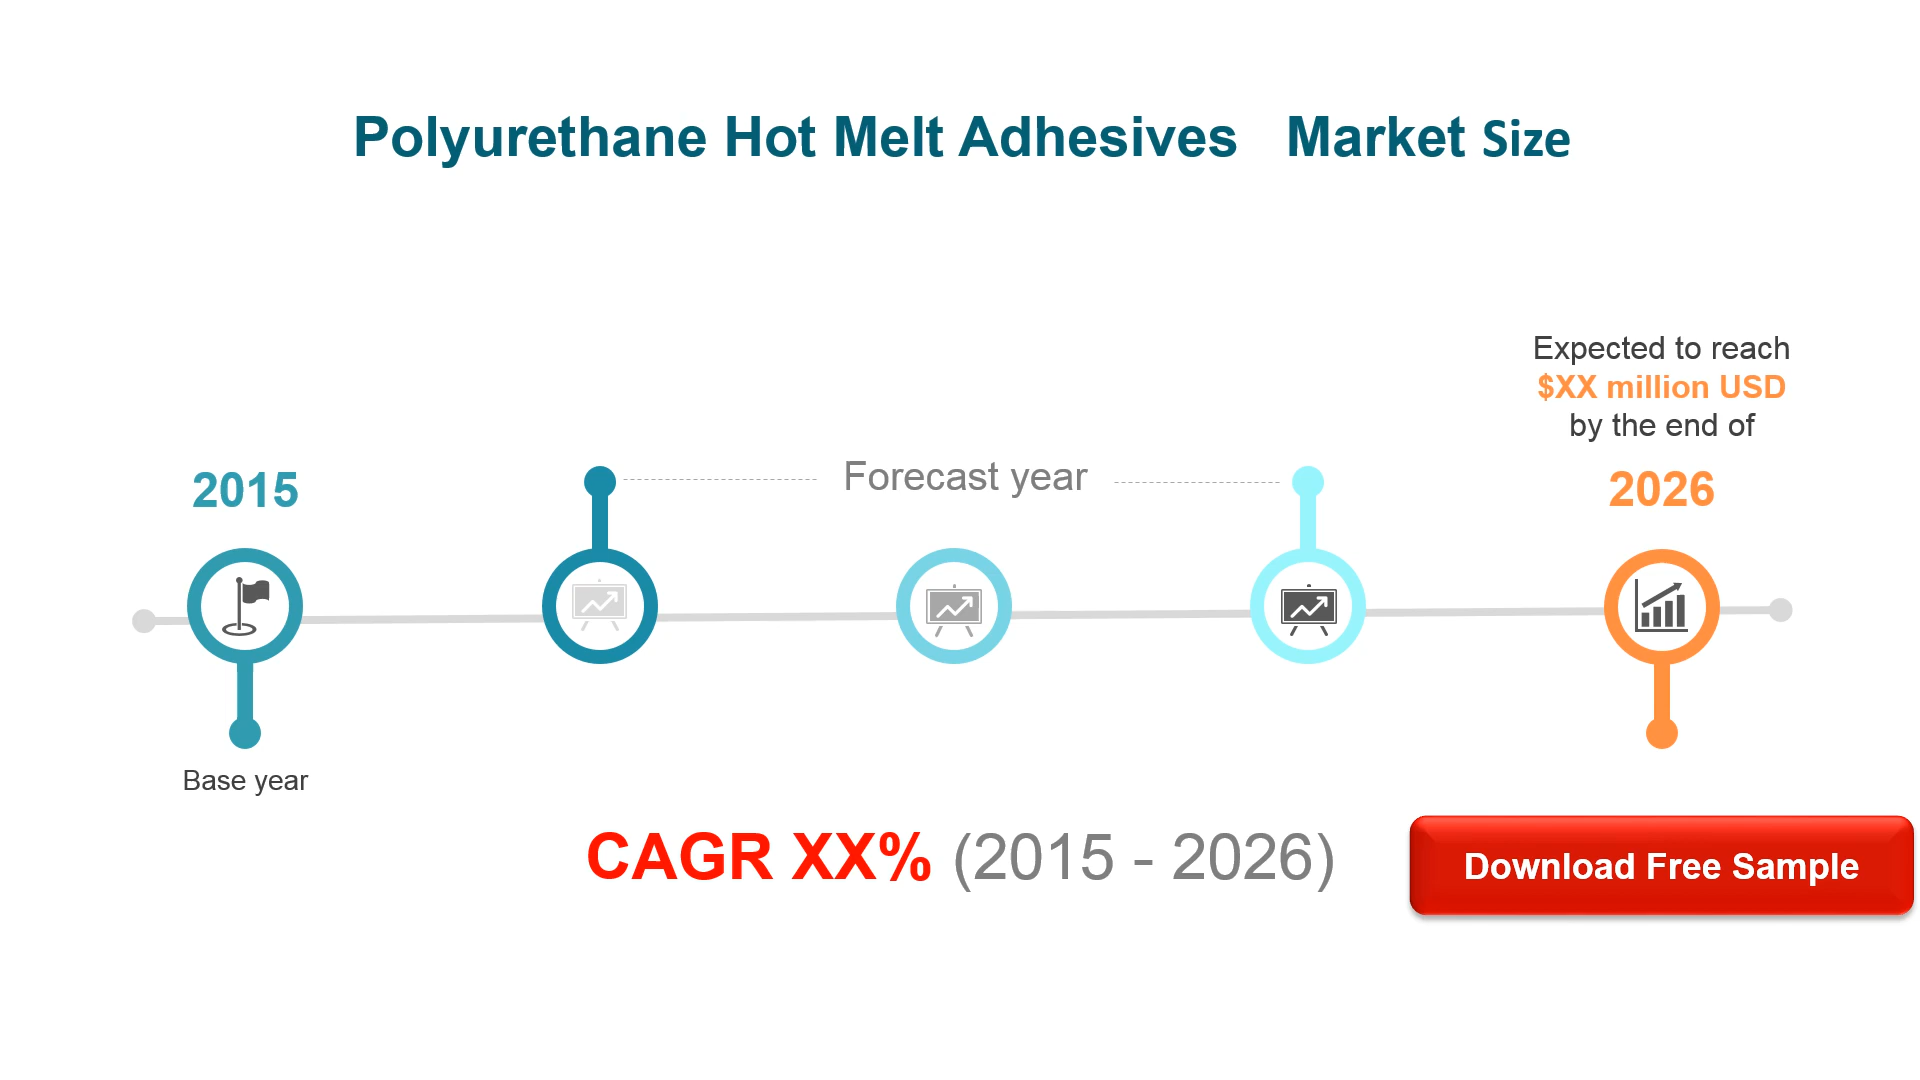 Polyurethane Hot Melt Adhesives Market Size
Expected to reach
$XX million USD
by the end of
2026
2015
Forecast year
Base year
CAGR XX% (2015 - 2026)
Download Free Sample